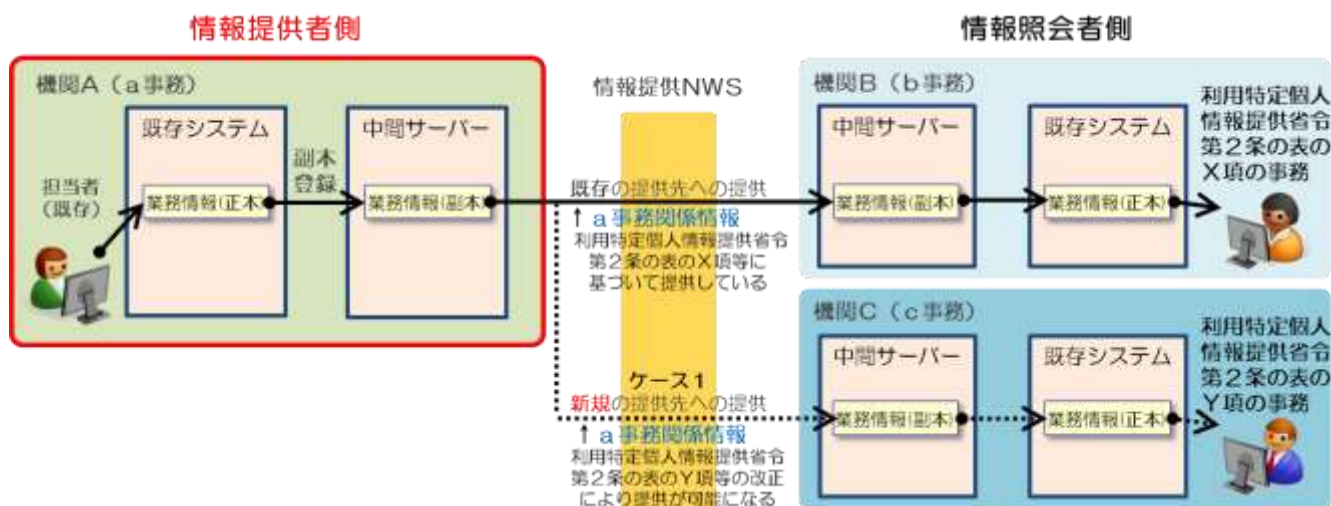 情報提供者側
情報照会者側
機関A（a事務）
既存システム
中間サーバー
副本
登録
担当者
（既存）
業務情報(正本)
業務情報(副本)
情報提供NWS
既存の提供先への提供
↑ a事務関係情報
利用特定個人情報提供省令
第2条の表のX項等に
基づいて提供している
ケース1
新規の提供先への提供
↑ a事務関係情報
利用特定個人情報提供省令
第2条の表のY項等の改正
により提供が可能になる
機関B（b事務）
中間サーバー
既存システム
業務情報(副本)
業務情報(正本)
利用特定個人
情報提供省令
第2条の表の
X項の事務
機関C（c事務）
中間サーバー
既存システム
業務情報(副本)
業務情報(正本)
利用特定個人
情報提供省令
第2条の表の
Y項の事務